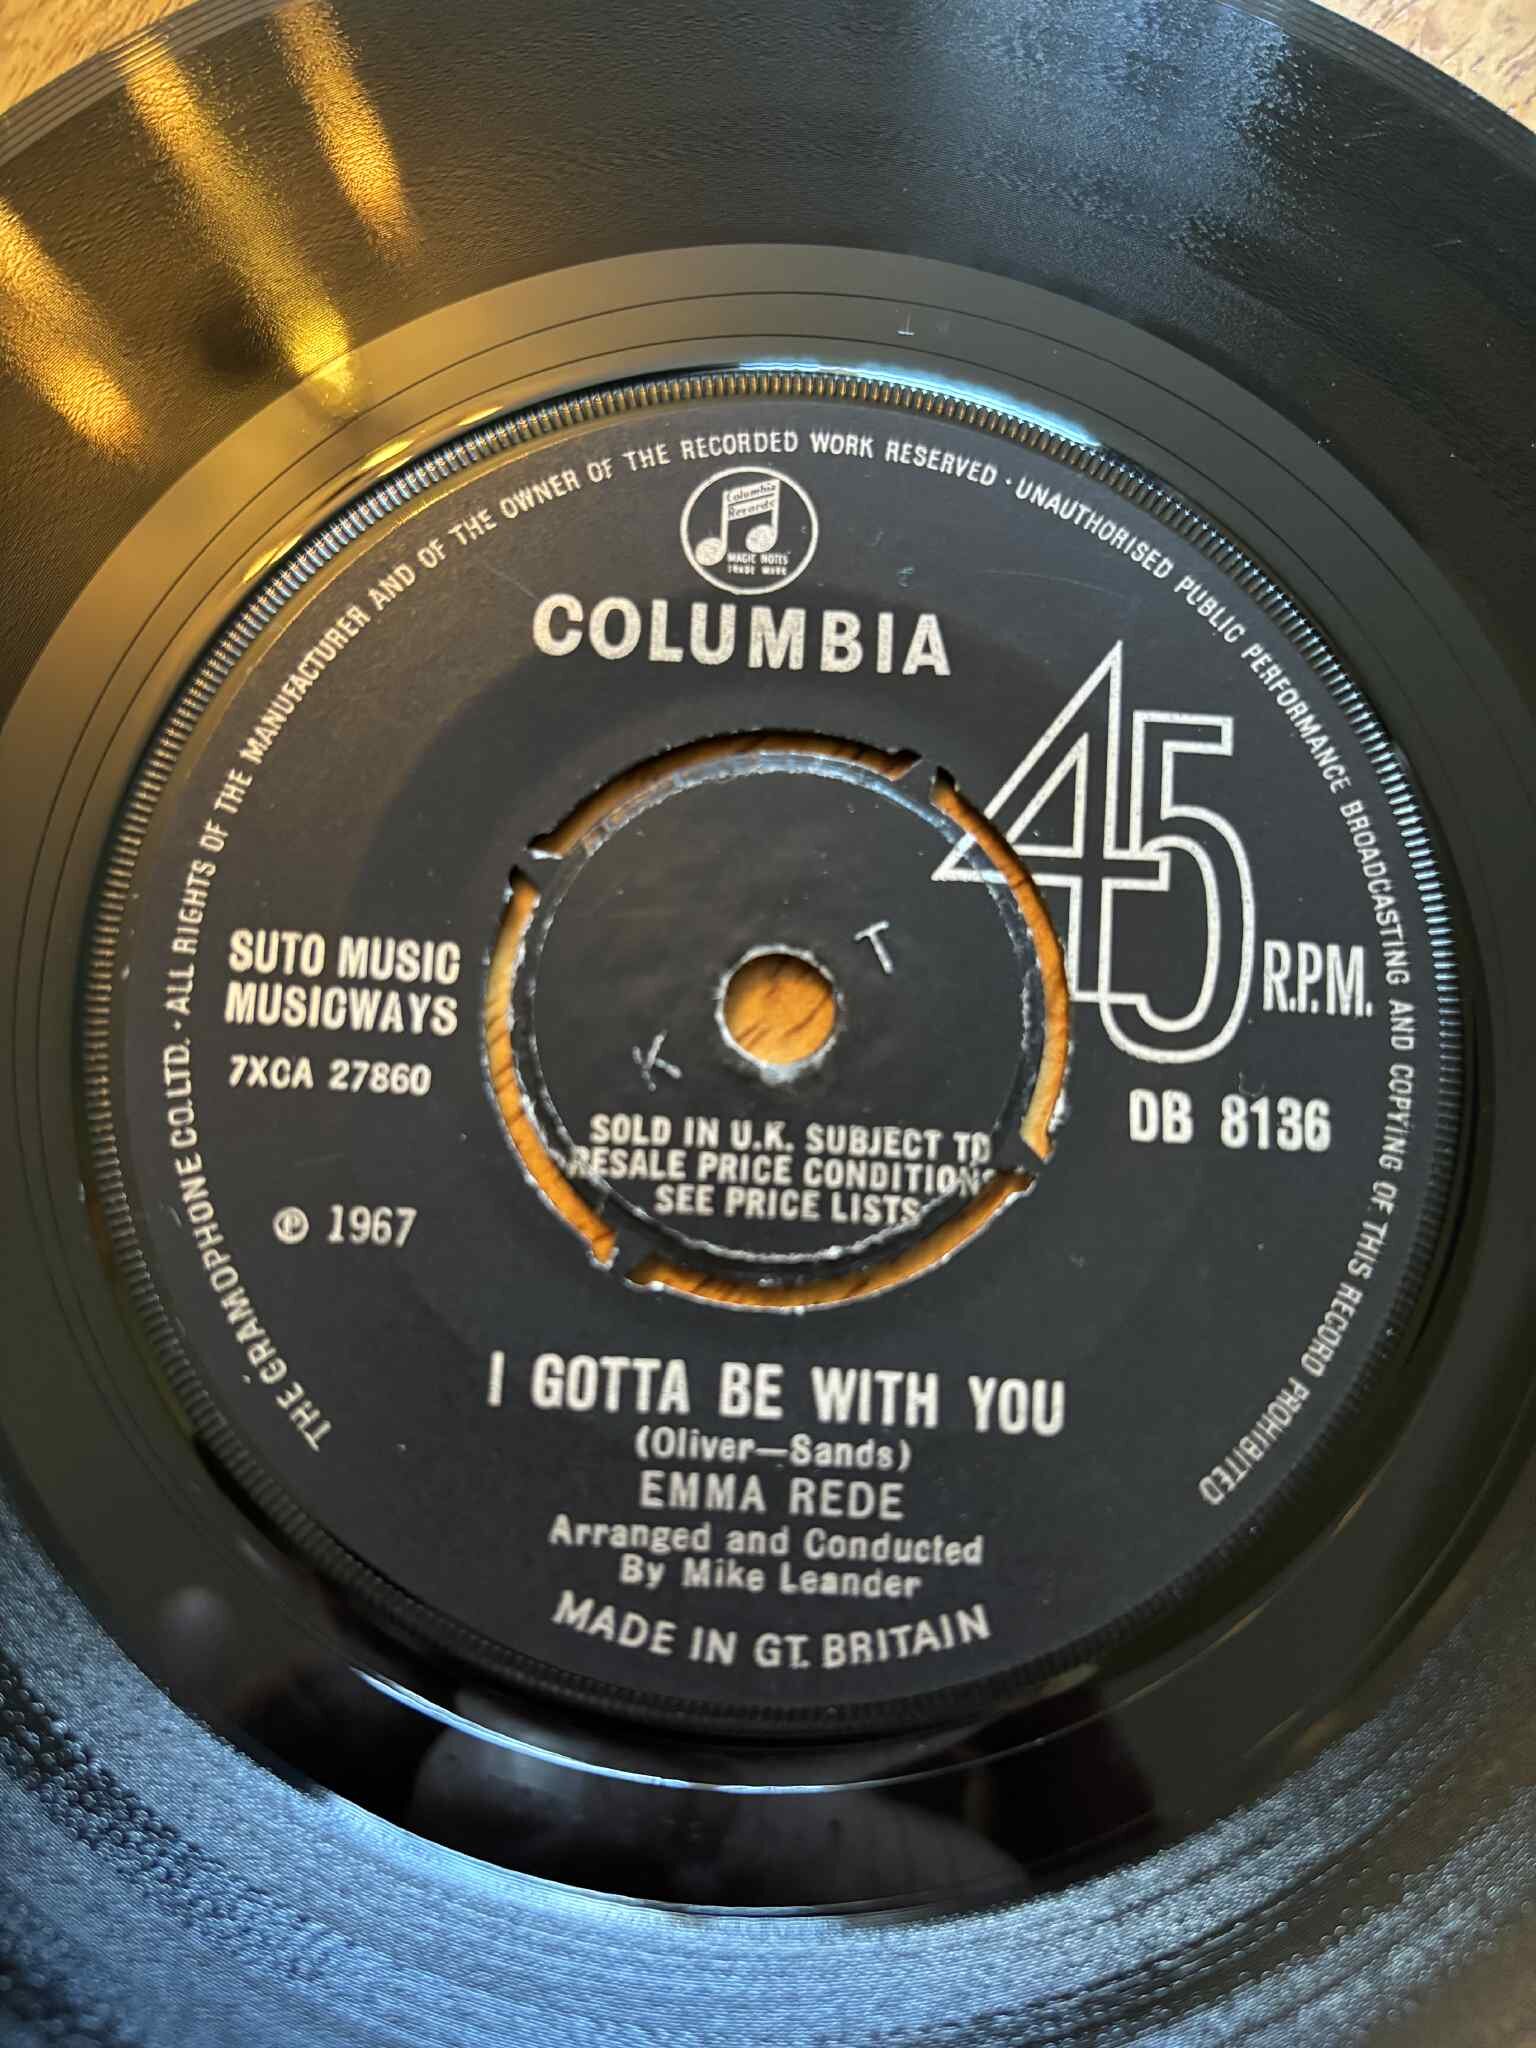 THE GRAMOPHONE CO. LTD. · ALL RIGHTS OF THE MANUFACTURER AND OF THE OWNER OF THE RECORDED WORK RESERVED · UNAUTHORISED PUBLIC PERFORMANCE BROADCASTING AND COPYING OF THIS RECORD PROHIBITED
Columbia
Records
MAGIC NOTES
TRADE MARK
COLUMBIA
45
R.P.M.
SUTO MUSIC
MUSICWAYS
7XCA 27860
T
K
DB 8136
SOLD IN U.K. SUBJECT TO
RESALE PRICE CONDITIONS
SEE PRICE LISTS
℗ 1967
I GOTTA BE WITH YOU
(Oliver—Sands)
EMMA REDE
Arranged and Conducted
By Mike Leander
MADE IN GT. BRITAIN